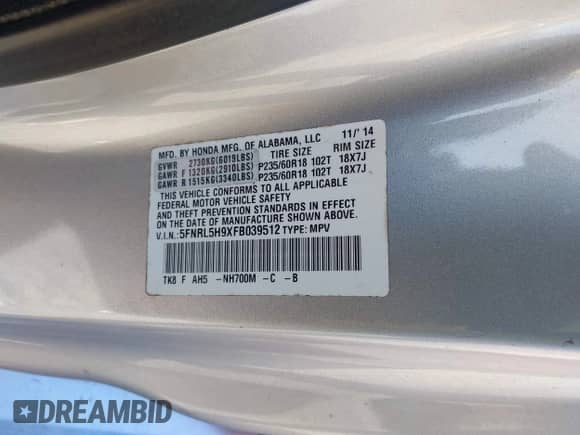 MFD. BY HONDA MFG. OF ALABAMA, LLC 11/'14
GVWR 2730KG(6019LBS) TIRE SIZE RIM SIZE
GAWR F 1320KG(2910LBS) P235/60R18 102T 18X7J
GAWR R 1515KG(3340LBS) P235/60R18 102T 18X7J
THIS VEHICLE CONFORMS TO ALL APPLICABLE
FEDERAL MOTOR VEHICLE SAFETY, BUMPER,
AND THEFT PREVENTION STANDARDS IN EFFECT
ON THE DATE OF MANUFACTURE SHOWN ABOVE.
V.I.N.: 5FNRL5H9XFB039512 TYPE: MPV
TK8 F AH5 -NH700M -C -B
DREAMBID